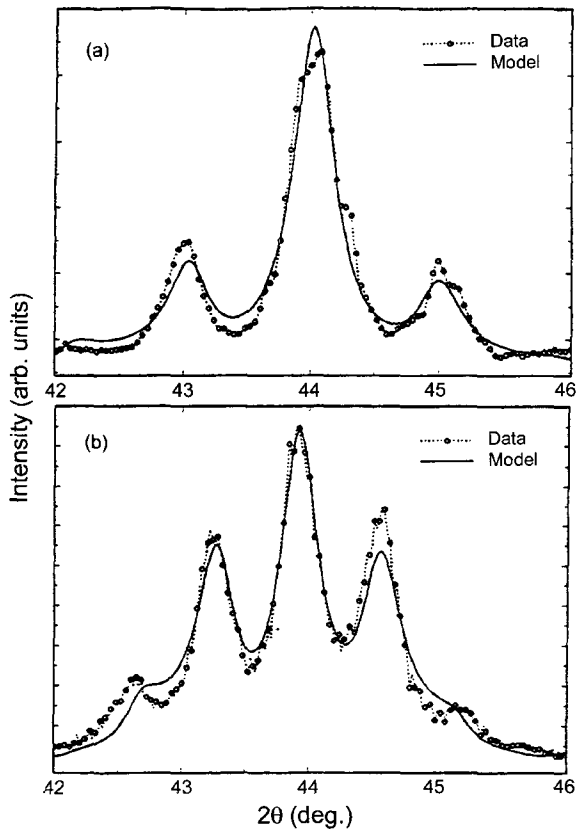 (a)
Data
Model
42 43 44 45 46
Intensity (arb. units)
(b)
Data
Model
42 43 44 45 46
2θ (deg.)